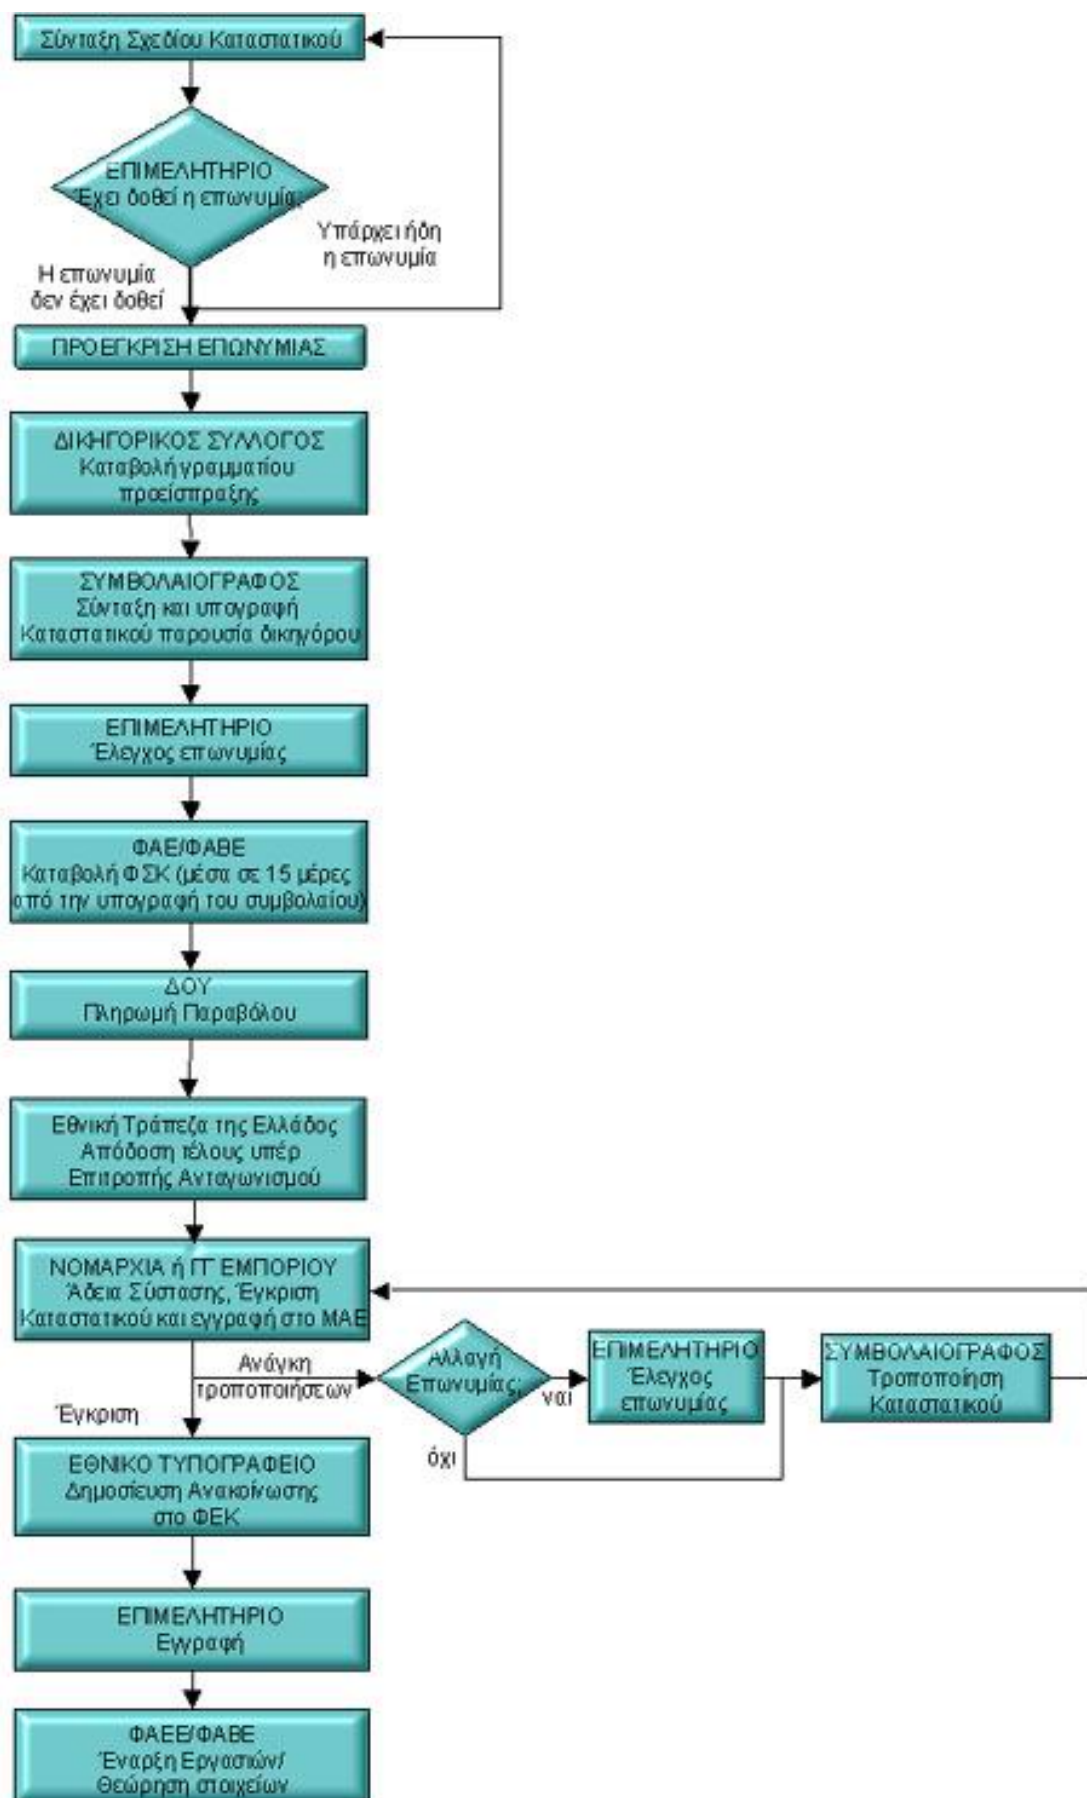 Σύνταξη Σχεδίου Καταστατικού
ΕΠΙΜΕΛΗΤΗΡΙΟ
Έχει δοθεί η επωνυμία;
Υπάρχει ήδη
η επωνυμία
Η επωνυμία
δεν έχει δοθεί
ΠΡΟΕΓΚΡΙΣΗ ΕΠΩΝΥΜΙΑΣ
ΔΙΚΗΓΟΡΙΚΟΣ ΣΥΛΛΟΓΟΣ
Καταβολή γραμματίου
προείσπραξης
ΣΥΜΒΟΛΑΙΟΓΡΑΦΟΣ
Σύνταξη και υπογραφή
Καταστατικού παρουσία δικηγόρου
ΕΠΙΜΕΛΗΤΗΡΙΟ
Έλεγχος επωνυμίας
ΦΑΕ/ΦΑΒΕ
Καταβολή ΦΣΚ (μέσα σε 15 μέρες
από την υπογραφή του συμβολαίου)
ΔΟΥ
Πληρωμή Παραβόλου
Εθνική Τράπεζα της Ελλάδος
Απόδοση τέλους υπέρ
Επιτροπής Ανταγωνισμού
ΝΟΜΑΡΧΙΑ ή ΓΓ ΕΜΠΟΡΙΟΥ
Άδεια Σύστασης, Έγκριση
Καταστατικού και εγγραφή στο ΜΑΕ
Ανάγκη
τροποποιήσεων
Αλλαγή
Επωνυμίας;
ναι
ΕΠΙΜΕΛΗΤΗΡΙΟ
Έλεγχος
επωνυμίας
ΣΥΜΒΟΛΑΙΟΓΡΑΦΟΣ
Τροποποίηση
Καταστατικού
όχι
Έγκριση
ΕΘΝΙΚΟ ΤΥΠΟΓΡΑΦΕΙΟ
Δημοσίευση Ανακοίνωσης
στο ΦΕΚ
ΕΠΙΜΕΛΗΤΗΡΙΟ
Εγγραφή
ΦΑΕΕ/ΦΑΒΕ
Έναρξη Εργασιών/
Θεώρηση στοιχείων